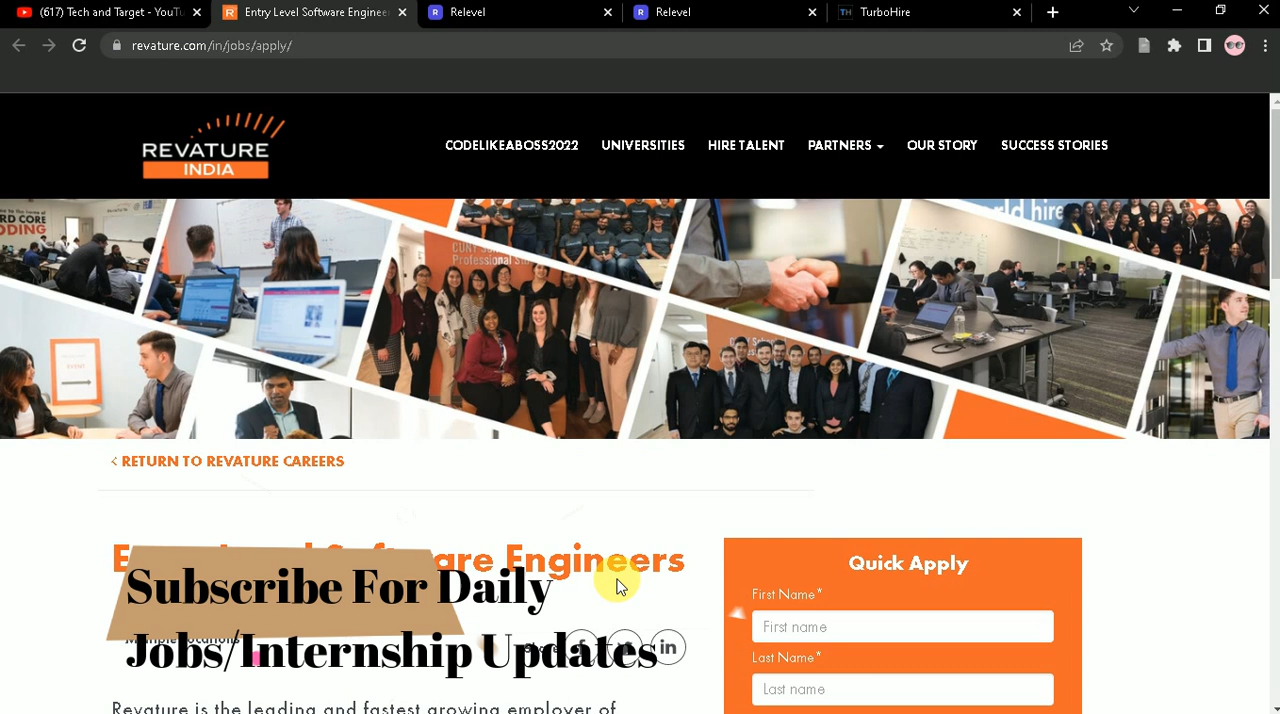 (617) Tech and Target - YouTu
Entry Level Software Enginee
Relevel
Relevel
TH TurboHire
revature.com/in/jobs/apply/
REVATURE
INDIA
CODELIKEABOSS2022
UNIVERSITIES
HIRE TALENT
PARTNERS
OUR STORY
SUCCESS STORIES
< RETURN TO REVATURE CAREERS
Software Engineers
Subscribe For Daily
Jobs/Internship Updates
Quick Apply
First Name*
First name
Last Name*
Last name
Revature is the leading and fastest growing employer of